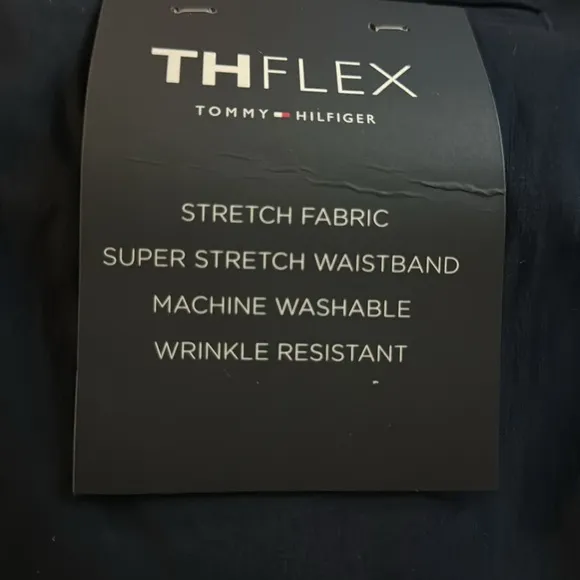 THFLEX
TOMMY HILFIGER
STRETCH FABRIC
SUPER STRETCH WAISTBAND
MACHINE WASHABLE
WRINKLE RESISTANT